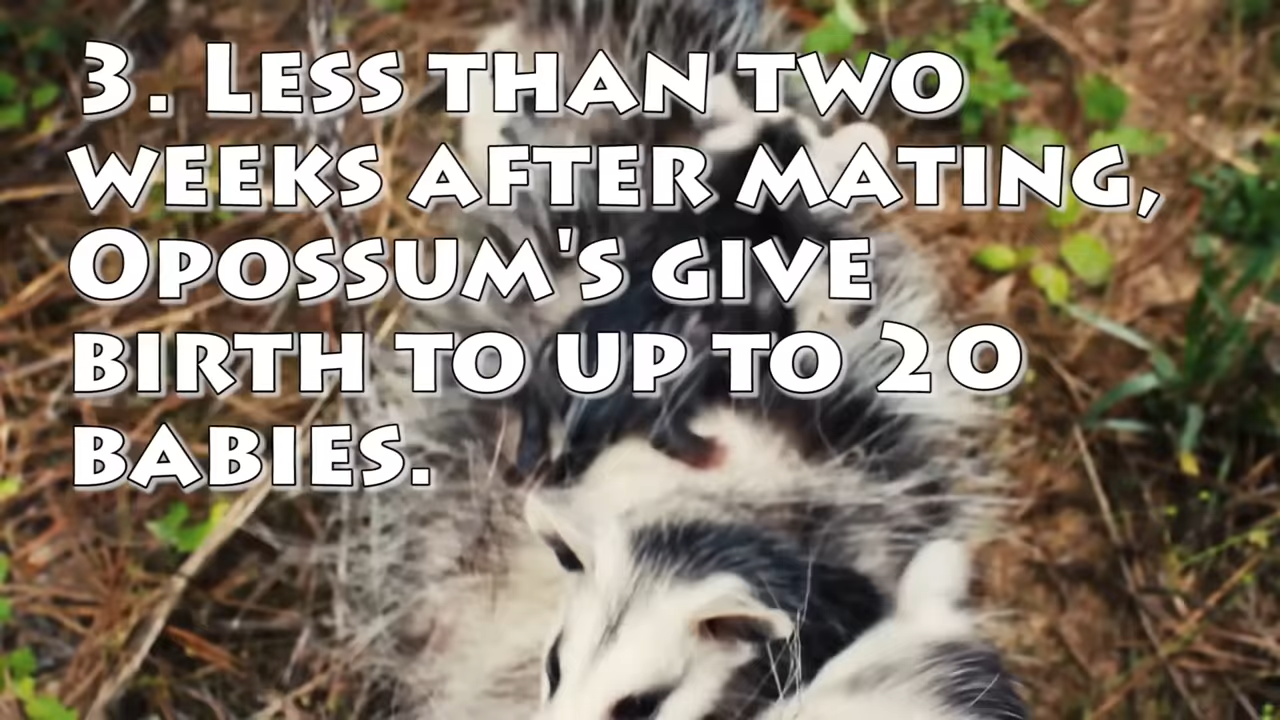 3. Less than two
weeks after mating,
Opossum's give
birth to up to 20
babies.